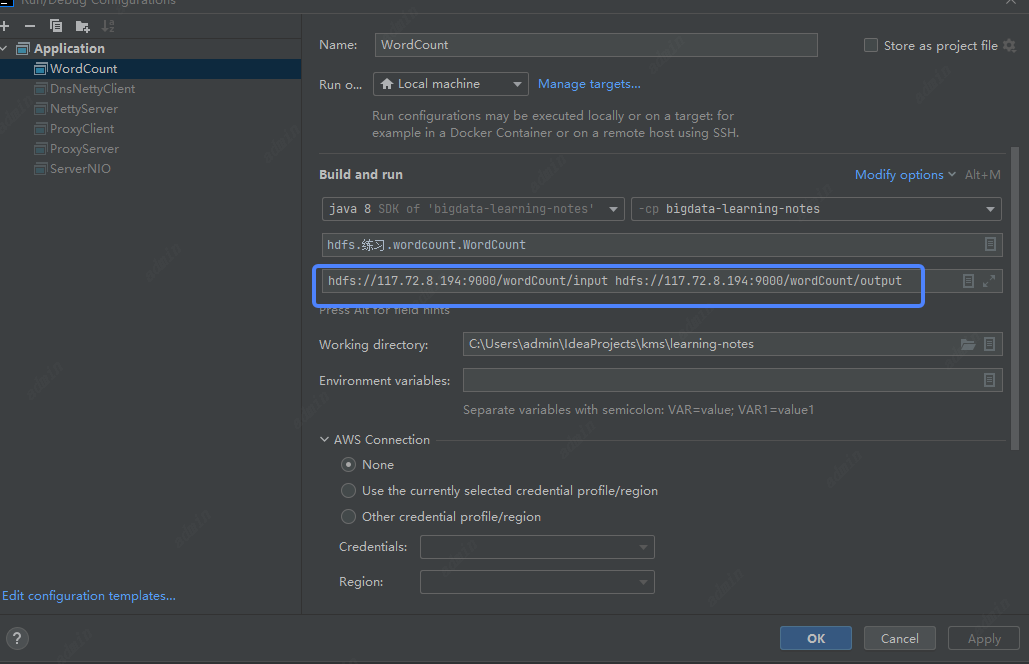 Run/Debug Configurations
Application
WordCount
DnsNettyClient
NettyServer
ProxyClient
ProxyServer
ServerNIO
Edit configuration templates...
Name: WordCount Store as project file
Run o... Local machine Manage targets...
Run configurations may be executed locally or on a target: for
example in a Docker Container or on a remote host using SSH.
Build and run Modify options Alt+M
java 8 SDK of 'bigdata-learning-notes' -cp bigdata-learning-notes
hdfs.练习.wordcount.WordCount
hdfs://117.72.8.194:9000/wordCount/input hdfs://117.72.8.194:9000/wordCount/output
Press Alt for field hints
Working directory: C:\Users\admin\IdeaProjects\kms\learning-notes
Environment variables:
Separate variables with semicolon: VAR=value; VAR1=value1
AWS Connection
None
Use the currently selected credential profile/region
Other credential profile/region
Credentials:
Region:
? OK Cancel Apply